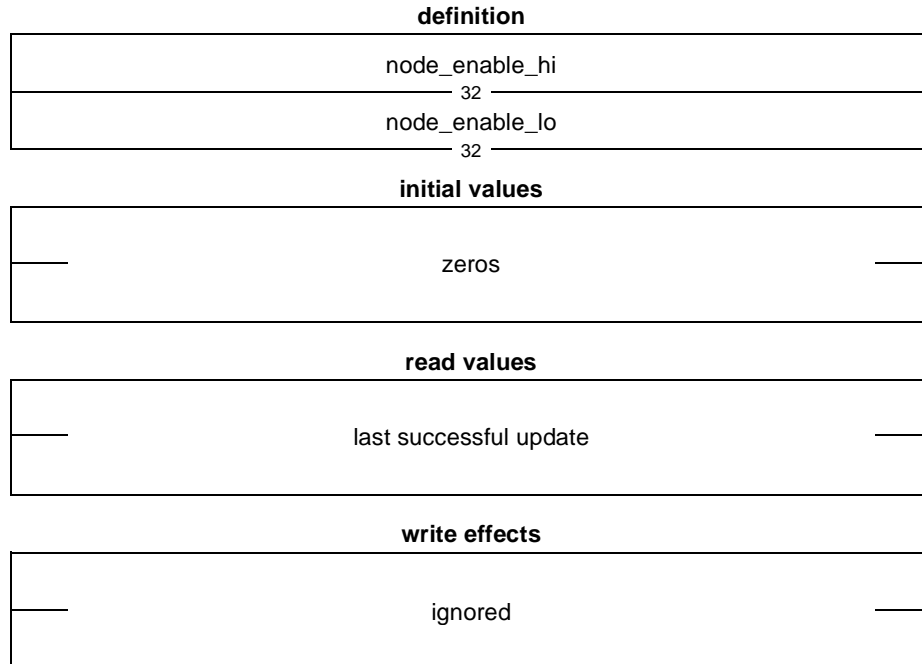 definition
node_enable_hi
32
node_enable_lo
32
initial values
zeros
read values
last successful update
write effects
ignored